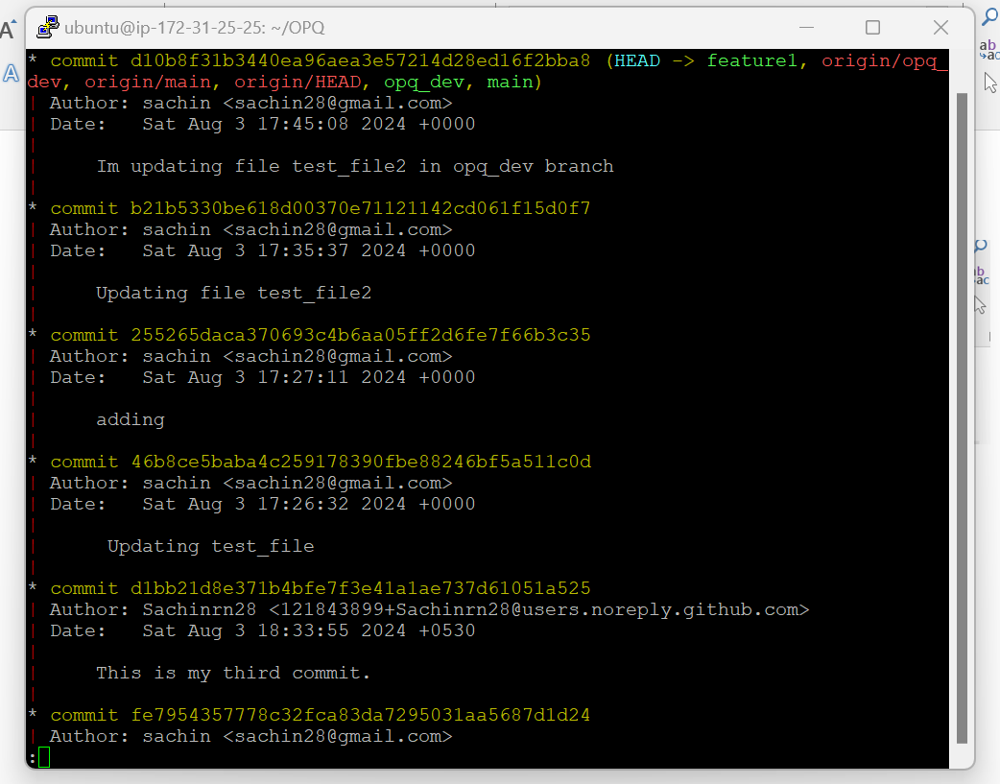 ubuntu@ip-172-31-25-25: ~/OPQ
* commit d10b8f31b3440ea96aea3e57214d28ed16f2bba8 (HEAD -> feature1, origin/opq_
dev, origin/main, origin/HEAD, opq_dev, main)
| Author: sachin <sachin28@gmail.com>
| Date:   Sat Aug 3 17:45:08 2024 +0000
|
|     Im updating file test_file2 in opq_dev branch
|
* commit b21b5330be618d00370e71121142cd061f15d0f7
| Author: sachin <sachin28@gmail.com>
| Date:   Sat Aug 3 17:35:37 2024 +0000
|
|     Updating file test_file2
|
* commit 255265daca370693c4b6aa05ff2d6fe7f66b3c35
| Author: sachin <sachin28@gmail.com>
| Date:   Sat Aug 3 17:27:11 2024 +0000
|
|     adding
|
* commit 46b8ce5baba4c259178390fbe88246bf5a511c0d
| Author: sachin <sachin28@gmail.com>
| Date:   Sat Aug 3 17:26:32 2024 +0000
|
|      Updating test_file
|
* commit d1bb21d8e371b4bfe7f3e41a1ae737d61051a525
| Author: Sachinrn28 <121843899+Sachinrn28@users.noreply.github.com>
| Date:   Sat Aug 3 18:33:55 2024 +0530
|
|     This is my third commit.
|
* commit fe7954357778c32fca83da7295031aa5687d1d24
| Author: sachin <sachin28@gmail.com>
:
A
A
ab
ac
ab
ac